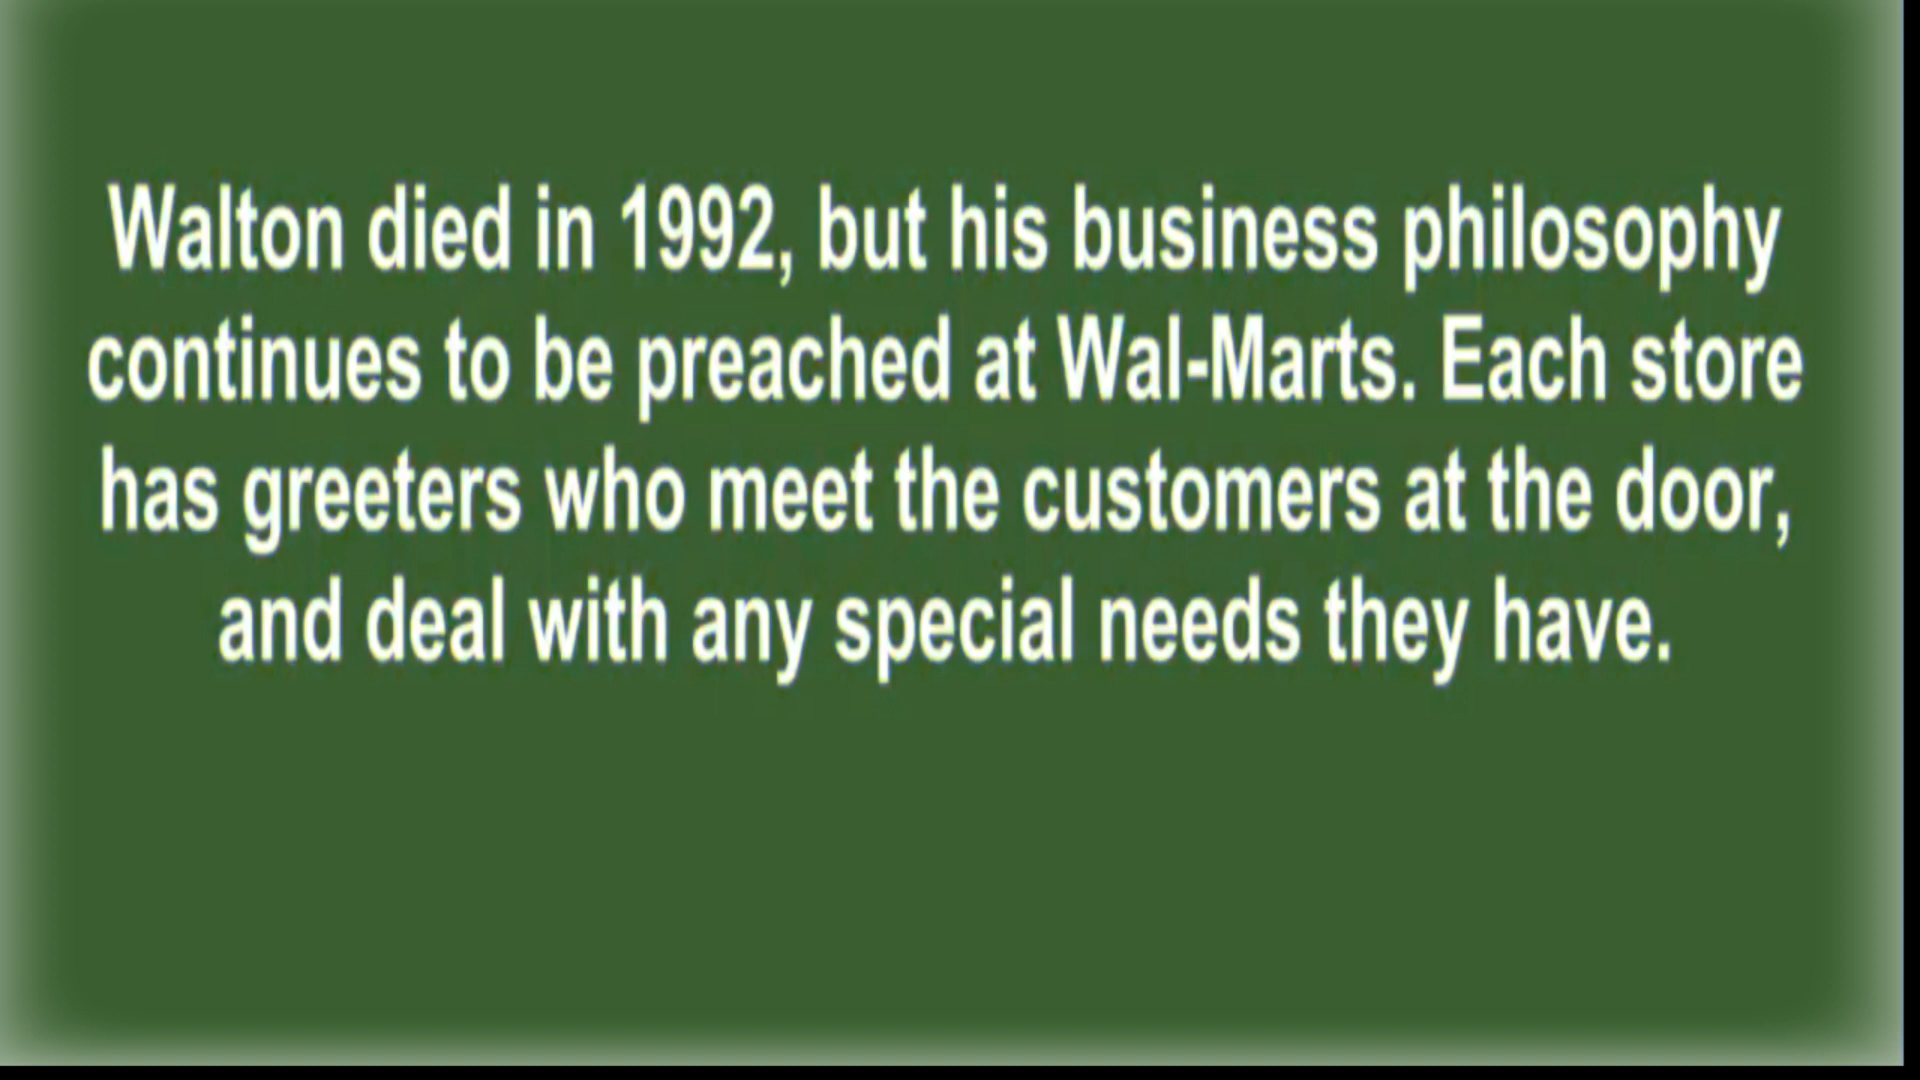 Walton died in 1992, but his business philosophy
continues to be preached at Wal-Marts. Each store
has greeters who meet the customers at the door,
and deal with any special needs they have.